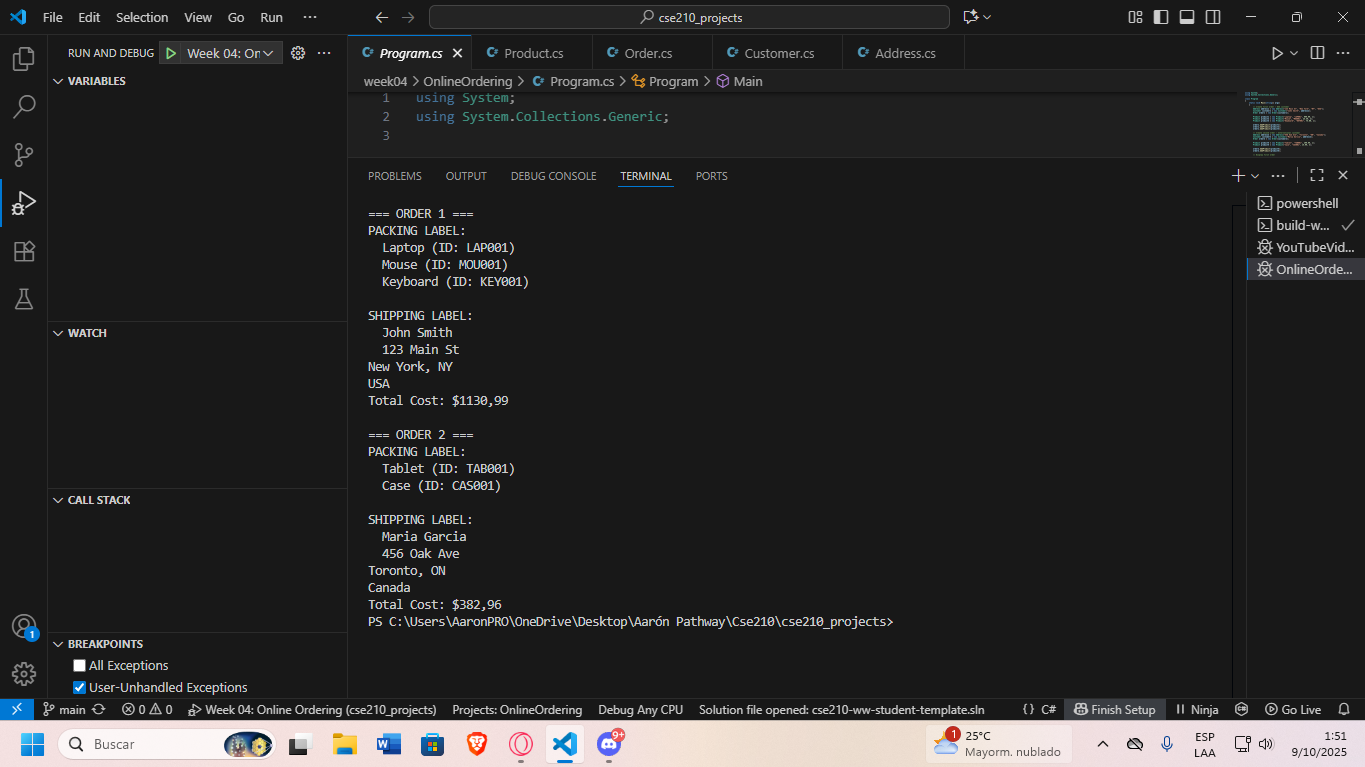 File Edit Selection View Go Run ···
cse210_projects
RUN AND DEBUG Week 04: On
Program.cs Product.cs Order.cs Customer.cs Address.cs
week04 > OnlineOrdering > Program.cs > Program > Main
VARIABLES
1 using System;
2 using System.Collections.Generic;
3
PROBLEMS OUTPUT DEBUG CONSOLE TERMINAL PORTS
=== ORDER 1 ===
PACKING LABEL:
Laptop (ID: LAP001)
Mouse (ID: MOU001)
Keyboard (ID: KEY001)
SHIPPING LABEL:
John Smith
123 Main St
New York, NY
USA
Total Cost: $1130,99
=== ORDER 2 ===
PACKING LABEL:
Tablet (ID: TAB001)
Case (ID: CAS001)
SHIPPING LABEL:
Maria Garcia
456 Oak Ave
Toronto, ON
Canada
Total Cost: $382,96
PS C:\Users\AaronPRO\OneDrive\Desktop\Aarón Pathway\Cse210\cse210_projects>
powershell
build-w...
YouTubeVid...
OnlineOrde...
WATCH
CALL STACK
BREAKPOINTS
All Exceptions
User-Unhandled Exceptions
1
main 0 0 Week 04: Online Ordering (cse210_projects) Projects: OnlineOrdering Debug Any CPU Solution file opened: cse210-ww-student-template.sln {} C# Finish Setup Ninja Go Live
Buscar
9+
1
25°C
Mayorm. nublado
ESP
LAA
1:51
9/10/2025